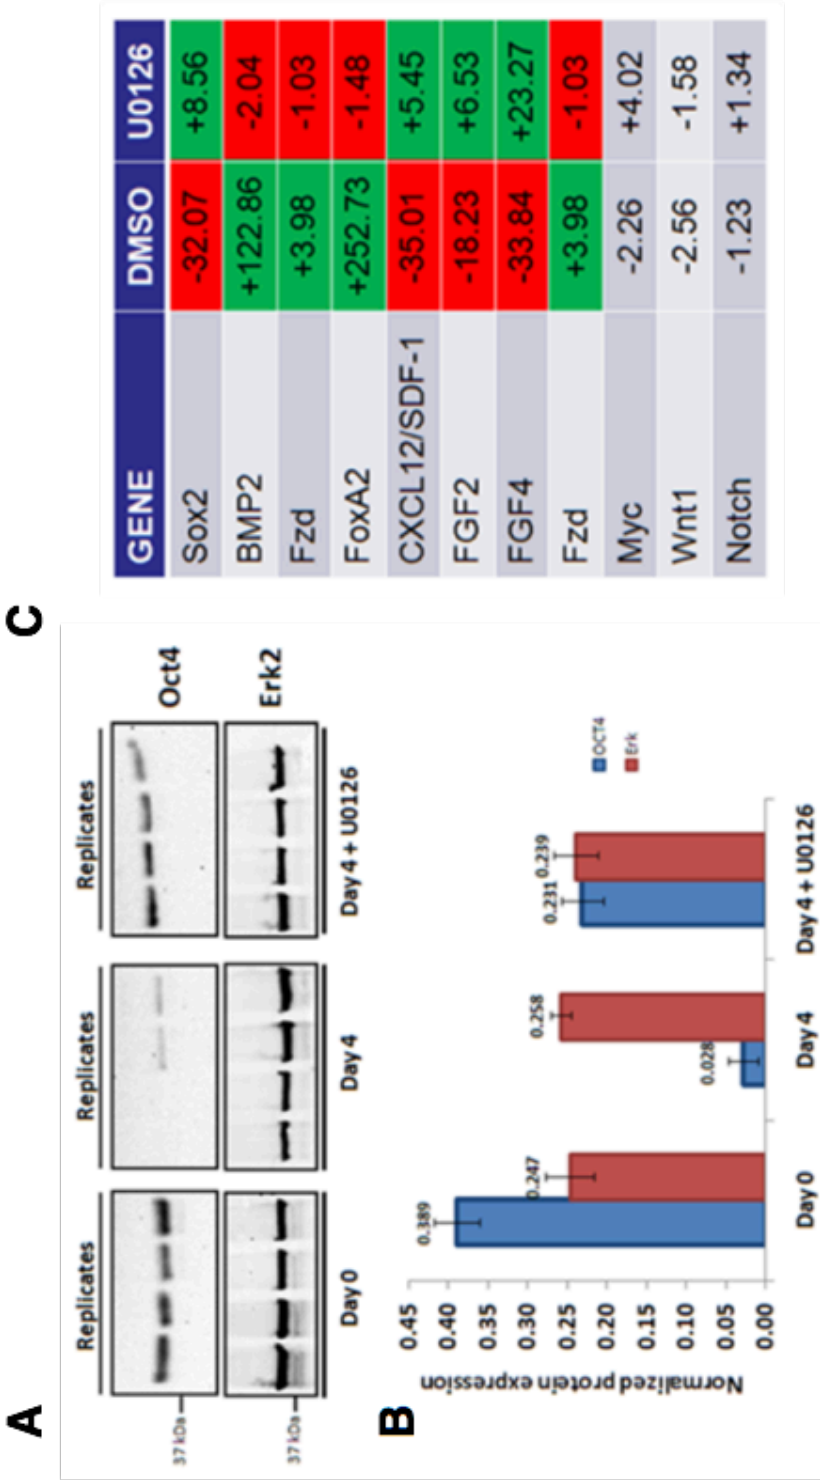 A
Replicates Replicates Replicates
37 kDa
Oct4
37 kDa
Erk2
Day 0 Day 4 Day 4 + U0126
B
Normalized protein expression
0.45
0.40
0.35
0.30
0.25
0.20
0.15
0.10
0.05
0.00
0.389
0.247
0.028
0.258
0.231
0.239
Day 0 Day 4 Day 4 + U0126
OCT4
Erk
C
GENE DMSO U0126
Sox2 -32.07 +8.56
BMP2 +122.86 -2.04
Fzd +3.98 -1.03
FoxA2 +252.73 -1.48
CXCL12/SDF-1 -35.01 +5.45
FGF2 -18.23 +6.53
FGF4 -33.84 +23.27
Fzd +3.98 -1.03
Myc -2.26 +4.02
Wnt1 -2.56 -1.58
Notch -1.23 +1.34